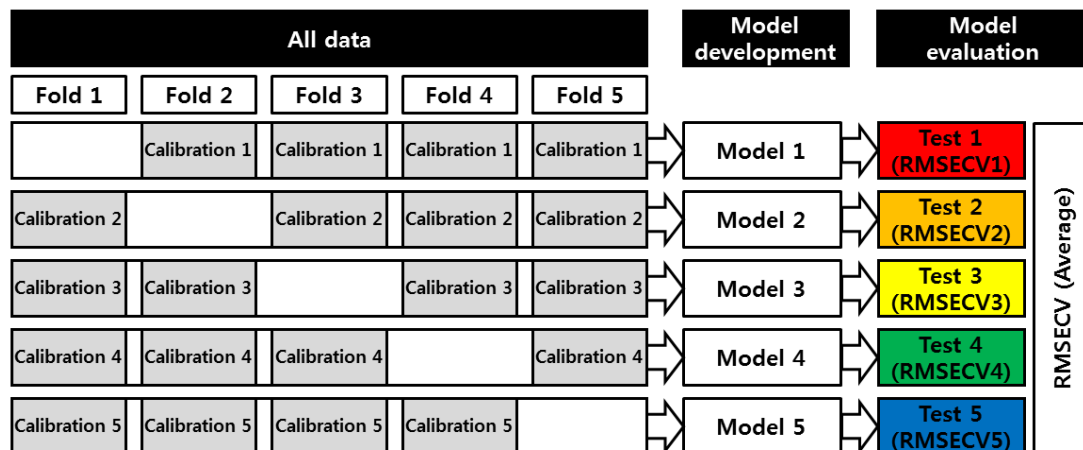 All data
Model
development
Model
evaluation
Fold 1
Fold 2
Fold 3
Fold 4
Fold 5
Calibration 1
Calibration 1
Calibration 1
Calibration 1
Model 1
Test 1
(RMSECV1)
Calibration 2
Calibration 2
Calibration 2
Calibration 2
Model 2
Test 2
(RMSECV2)
Calibration 3
Calibration 3
Calibration 3
Calibration 3
Model 3
Test 3
(RMSECV3)
Calibration 4
Calibration 4
Calibration 4
Calibration 4
Model 4
Test 4
(RMSECV4)
Calibration 5
Calibration 5
Calibration 5
Calibration 5
Model 5
Test 5
(RMSECV5)
RMSECV (Average)